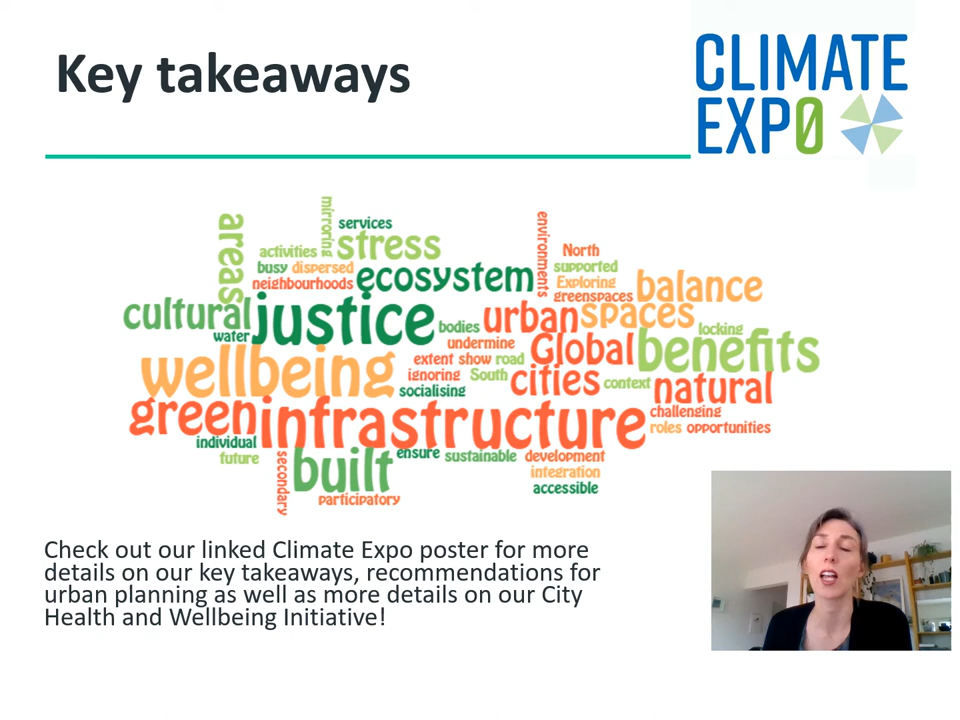 Key takeaways
CLIMATE
EXP0
mirroring
areas
services
environments
activities
stress
North
busy
dispersed
supported
neighbourhoods
ecosystem
Exploring
balance
greenspaces
cultural
justice
urban
spaces
water
bodies
locking
undermine
wellbeing
extent
show
road
Global
benefits
ignoring
South
cities
context
natural
socialising
green
infrastructure
challenging
roles
opportunities
individual
built
ensure
sustainable
development
future
secondary
integration
participatory
accessible
Check out our linked Climate Expo poster for more
details on our key takeaways, recommendations for
urban planning as well as more details on our City
Health and Wellbeing Initiative!